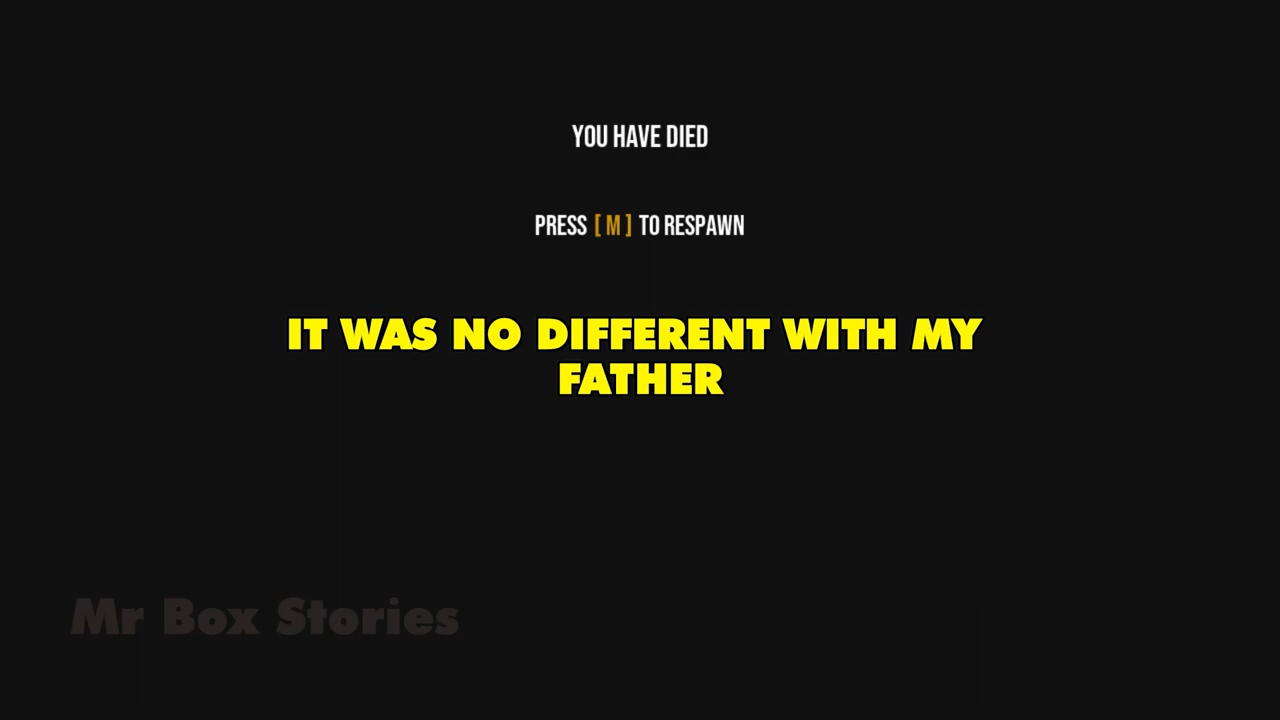 YOU HAVE DIED
PRESS [ M ] TO RESPAWN
IT WAS NO DIFFERENT WITH MY
FATHER
Mr Box Stories